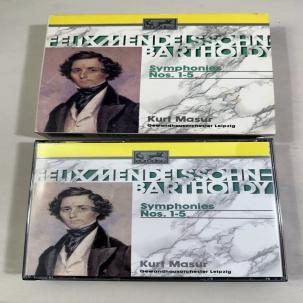 FELIX MENDELSSOHN-
BARTHOLDY
Symphonies
Nos. 1-5
Kurt Masur
Gewandhausorchester Leipzig
FELIX MENDELSSOHN-
BARTHOLDY
Symphonies
Nos. 1-5
Kurt Masur
Gewandhausorchester Leipzig